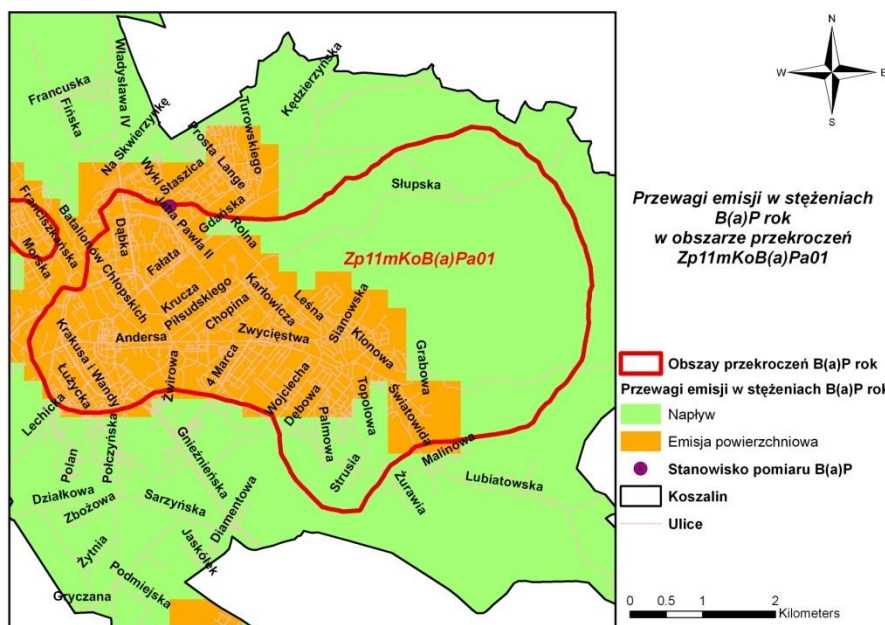 Władysława IV
Francuska
Fińska
Na Skwierzynkę
Kędzierzyńska
Turowskiego
Prosta
Lange
Wyki
Staszica
Słupska
Franciszkańska
Morska
Batalionów Chłopskich
Dąbka
Jana Pawła II
Gdańska
Rolna
Fałata
Zp11mKoB(a)Pa01
Krucza
Piłsudskiego
Chopina
Karłowicza
Leśna
Sianowska
Klonowa
Andersa
Zwycięstwa
Krakusa i Wandy
Łużycka
Żwirowa
4 Marca
Wojciecha
Dębowa
Palmowa
Topolowa
Grabowa
Światowida
Malinowa
Lechicka
Polan
Połczyńska
Gnieźnieńska
Strusia
Żurawia
Lubiatowska
Działkowa
Zbożowa
Sarzyńska
Diamentowa
Jaskółek
Żytnia
Podmiejska
Gryczana
N
W
E
S
Przewagi emisji w stężeniach
B(a)P rok
w obszarze przekroczeń
Zp11mKoB(a)Pa01
Obszay przekroczeń B(a)P rok
Przewagi emisji w stężeniach B(a)P rok
Napływ
Emisja powierzchniowa
Stanowisko pomiaru B(a)P
Koszalin
Ulice
0 0.5 1 2
Kilometers